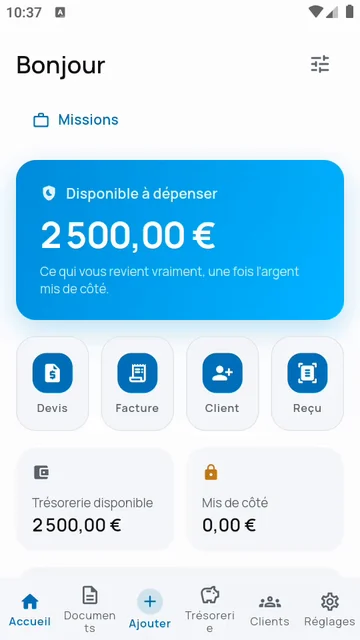 10:37
Bonjour
Missions
Disponible à dépenser
2 500,00 €
Ce qui vous revient vraiment, une fois l'argent
mis de côté.
Devis
Facture
Client
Reçu
Trésorerie disponible
2 500,00 €
Mis de côté
0,00 €
Accueil
Documen
ts
Ajouter
Trésoreri
e
Clients
Réglages